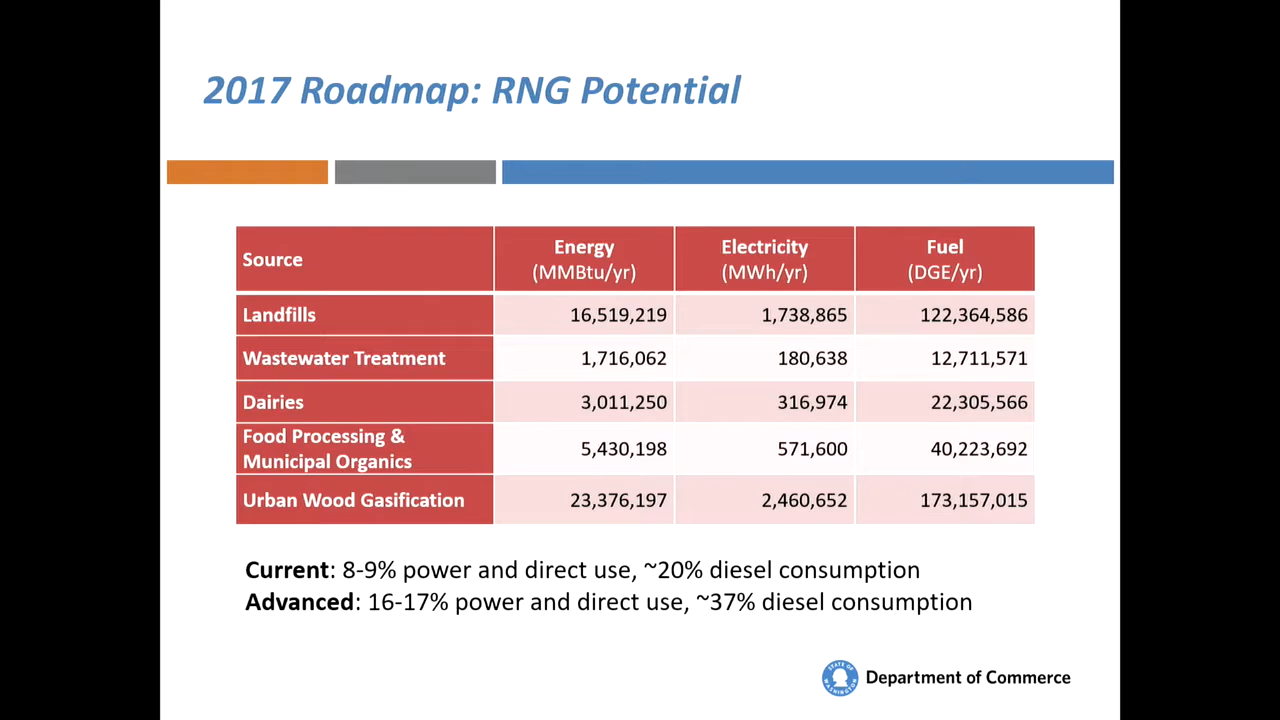 2017 Roadmap: RNG Potential
Source Energy (MMBtu/yr) Electricity (MWh/yr) Fuel (DGE/yr)
Landfills 16,519,219 1,738,865 122,364,586
Wastewater Treatment 1,716,062 180,638 12,711,571
Dairies 3,011,250 316,974 22,305,566
Food Processing & Municipal Organics 5,430,198 571,600 40,223,692
Urban Wood Gasification 23,376,197 2,460,652 173,157,015
Current: 8-9% power and direct use, ~20% diesel consumption
Advanced: 16-17% power and direct use, ~37% diesel consumption
STATE OF WASHINGTON
Department of Commerce